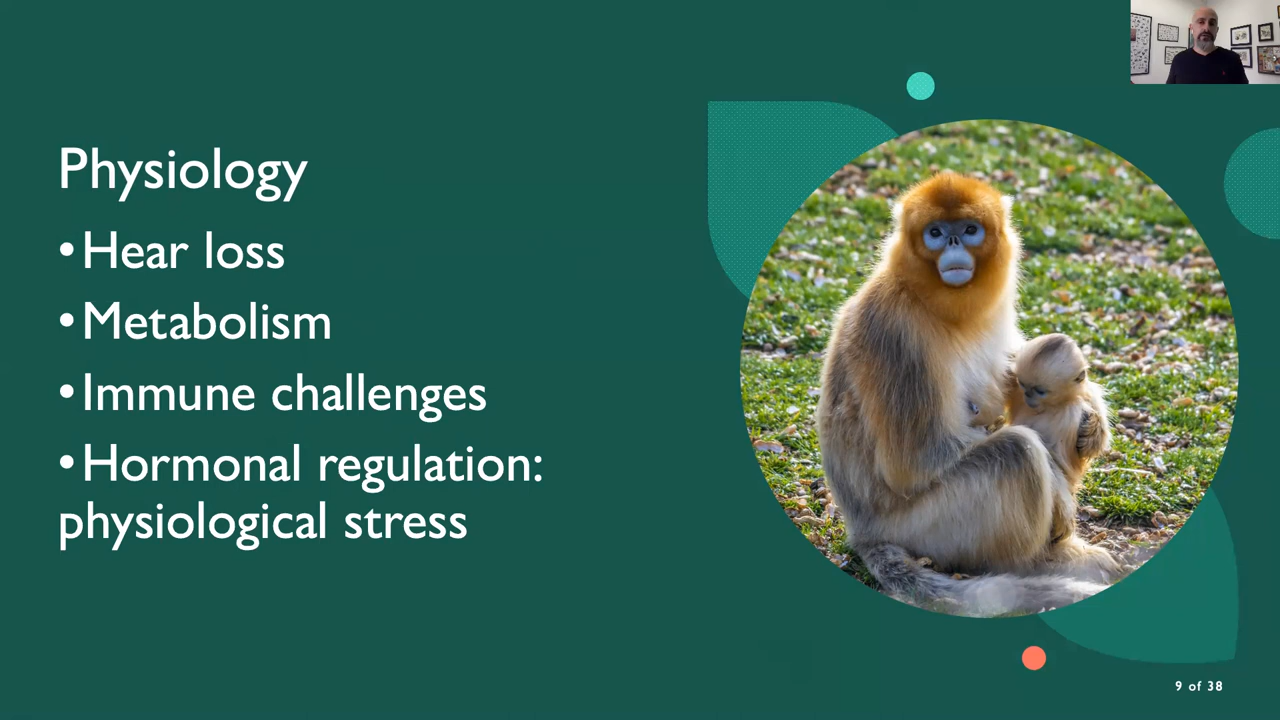 Physiology
•Hear loss
•Metabolism
•Immune challenges
•Hormonal regulation:
physiological stress
9 of 38